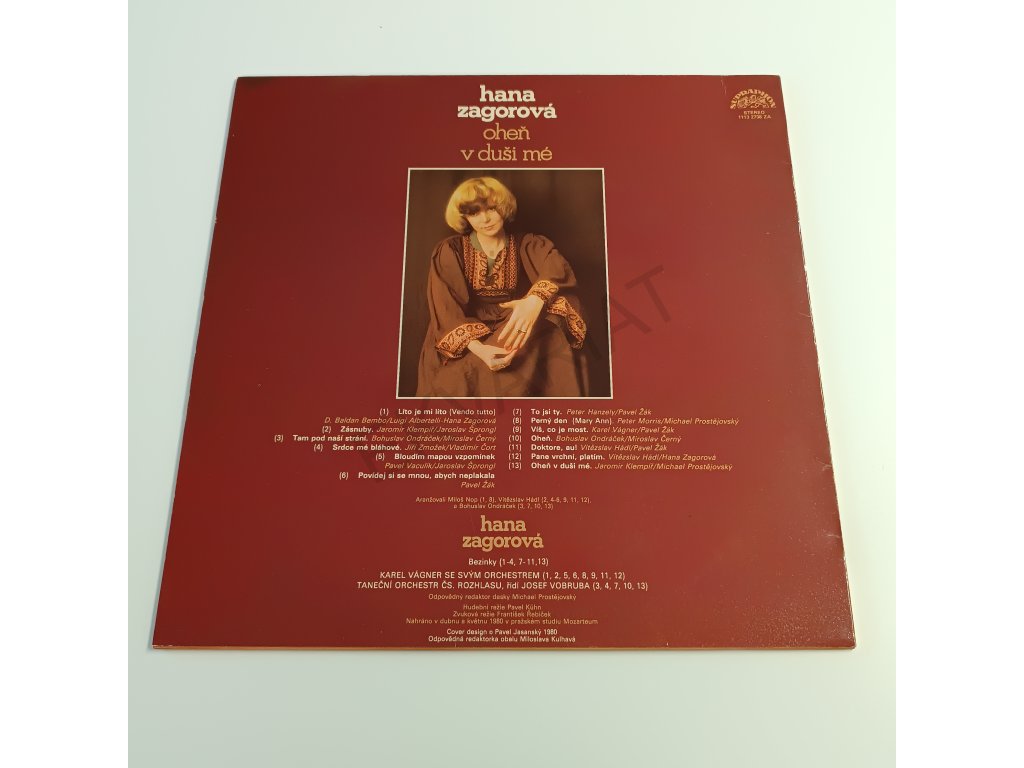 hana
zagorová
oheň
v duši mé
SUPRAPHON
STEREO
1113 2738 ZA
(1) Líto je mi líto (Vendo tutto)
D. Baldan Bembo/Luigi Albertelli-Hana Zagorová
(2) Zásnuby. Jaromír Klempíř/Jaroslav Šprongl
(3) Tam pod naší strání. Bohuslav Ondráček/Miroslav Černý
(4) Srdce mé bláhové. Jiří Zmožek/Vladimír Čort
(5) Bloudím mapou vzpomínek
Pavel Vaculík/Jaroslav Šprongl
(6) Povídej si se mnou, abych neplakala
Pavel Žák
(7) To jsi ty. Peter Hanzely/Pavel Žák
(8) Perný den (Mary Ann). Peter Morris/Michael Prostějovský
(9) Víš, co je most. Karel Vágner/Pavel Žák
(10) Oheň. Bohuslav Ondráček/Miroslav Černý
(11) Doktore, au! Vítězslav Hádl/Pavel Žák
(12) Pane vrchní, platím. Vítězslav Hádl/Hana Zagorová
(13) Oheň v duši mé. Jaromír Klempíř/Michael Prostějovský
Aranžovali Miloš Nop (1, 8), Vítězslav Hádl (2, 4-6, 9, 11, 12),
a Bohuslav Ondráček (3, 7, 10, 13)
hana
zagorová
Bezinky (1-4, 7-11,13)
KAREL VÁGNER SE SVÝM ORCHESTREM (1, 2, 5, 6, 8, 9, 11, 12)
TANEČNÍ ORCHESTR ČS. ROZHLASU, řídí JOSEF VOBRUBA (3, 4, 7, 10, 13)
Odpovědný redaktor desky Michael Prostějovský
Hudební režie Pavel Kühn
Zvuková režie František Řebíček
Nahráno v dubnu a květnu 1980 v pražském studiu Mozarteum
Cover design © Pavel Jasanský 1980
Odpovědná redaktorka obalu Miloslava Kulhavá